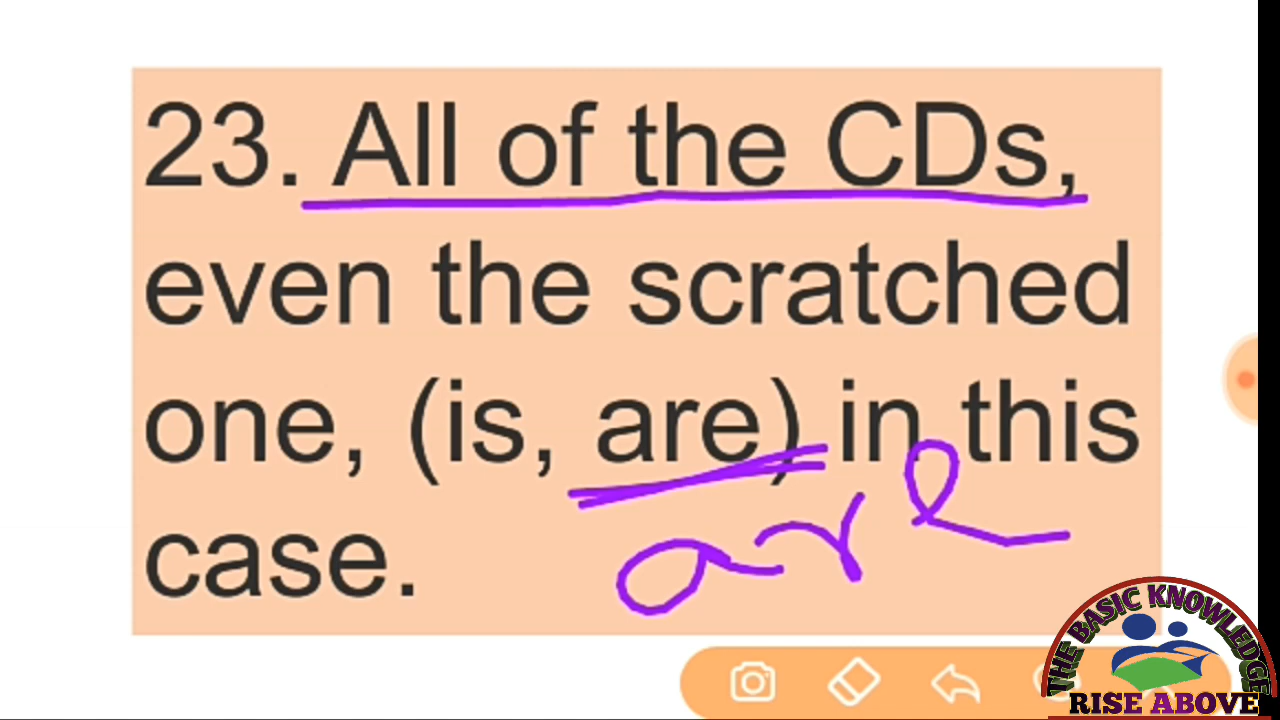 23. All of the CDs,
even the scratched
one, (is, are) in this
case.
are
THE BASIC KNOWLEDGE
RISE ABOVE